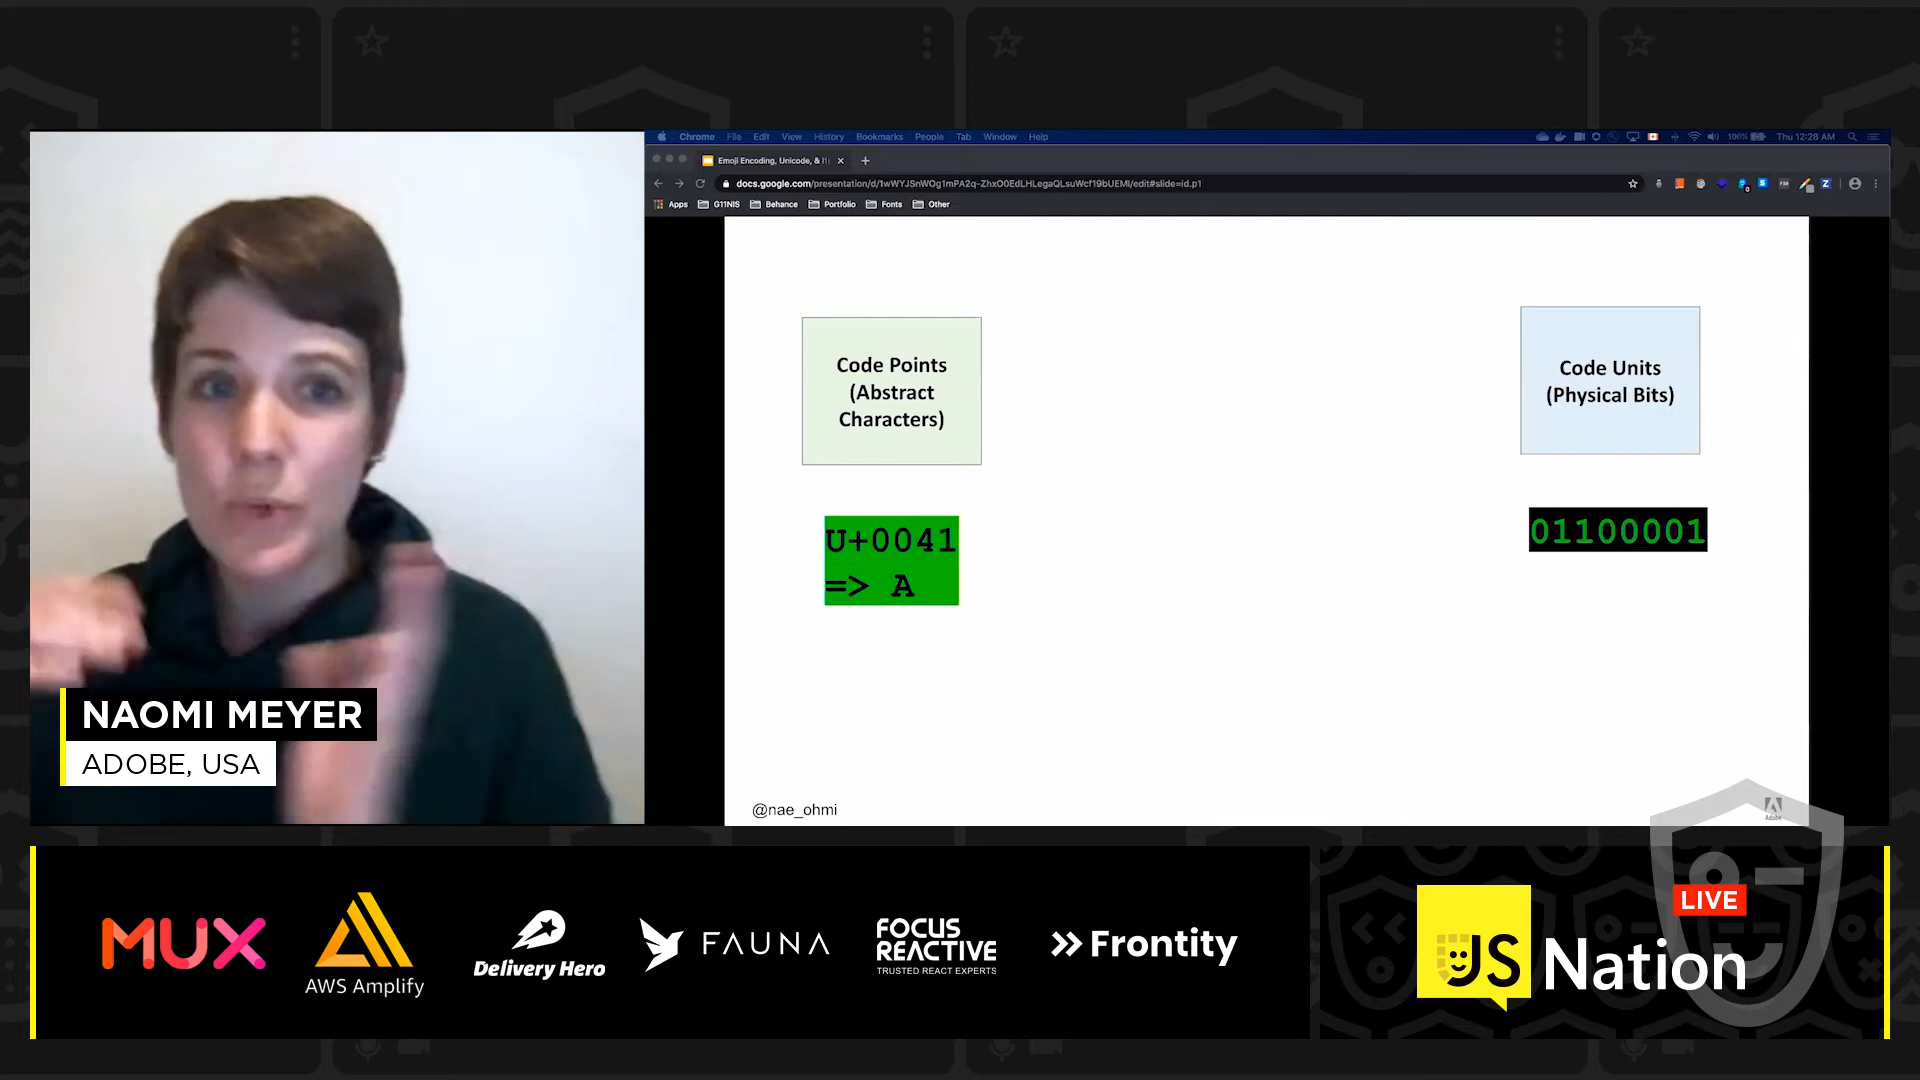 Chrome File Edit View History Bookmarks People Tab Window Help
100% Thu 12:28 AM
Emoji Encoding, Unicode, &
docs.google.com/presentation/d/1wWYJSnWOg1mPA2q-ZhxO0EdLHLegaQLsuWcf19bUEMI/edit#slide=id.p1
Apps G11NIS Behance Portfolio Fonts Other
Code Points
(Abstract
Characters)
Code Units
(Physical Bits)
U+0041
=> A
01100001
@nae_ohmi
Adobe
NAOMI MEYER
ADOBE, USA
MUX
AWS Amplify
Delivery Hero
FAUNA
FOCUS
REACTIVE
TRUSTED REACT EXPERTS
Frontity
LIVE
JS Nation